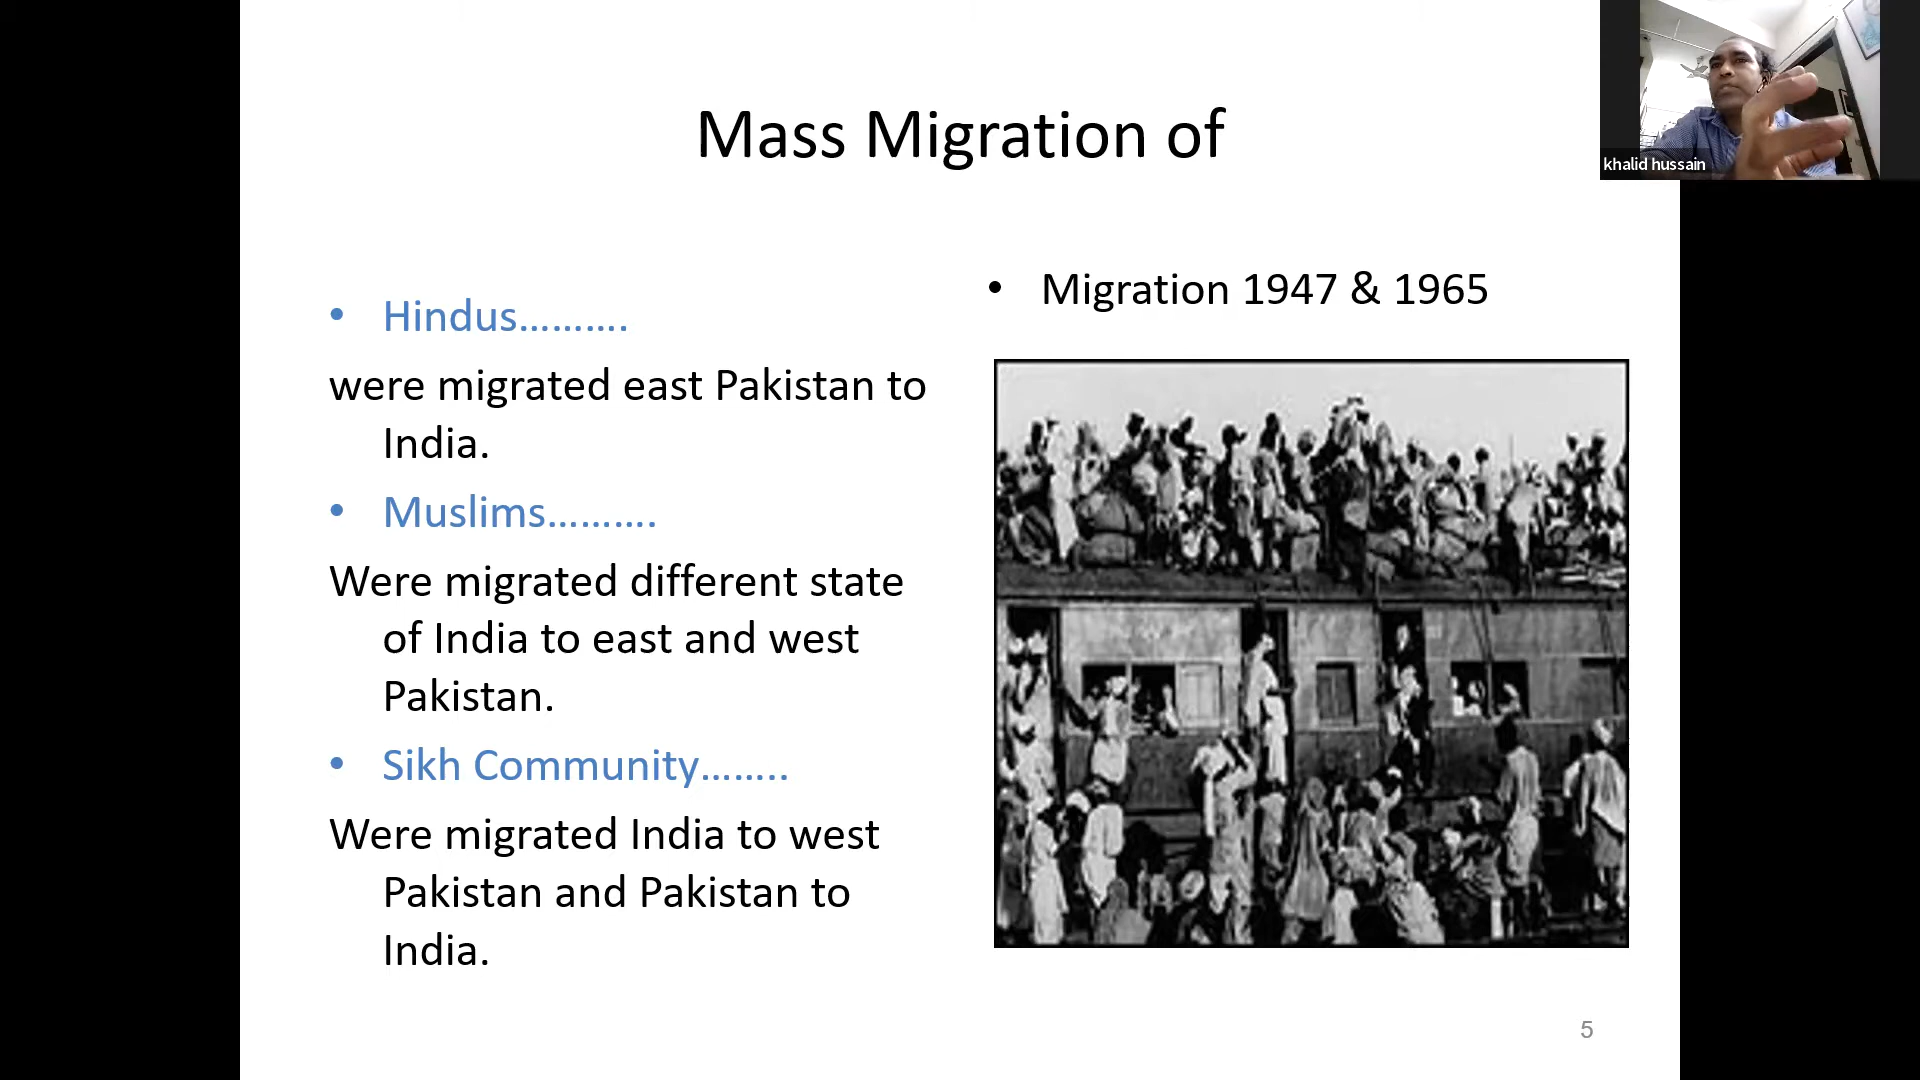 Mass Migration of
• Hindus……….
were migrated east Pakistan to
India.
• Muslims……….
Were migrated different state
of India to east and west
Pakistan.
• Sikh Community……..
Were migrated India to west
Pakistan and Pakistan to
India.
• Migration 1947 & 1965
5
khalid hussain